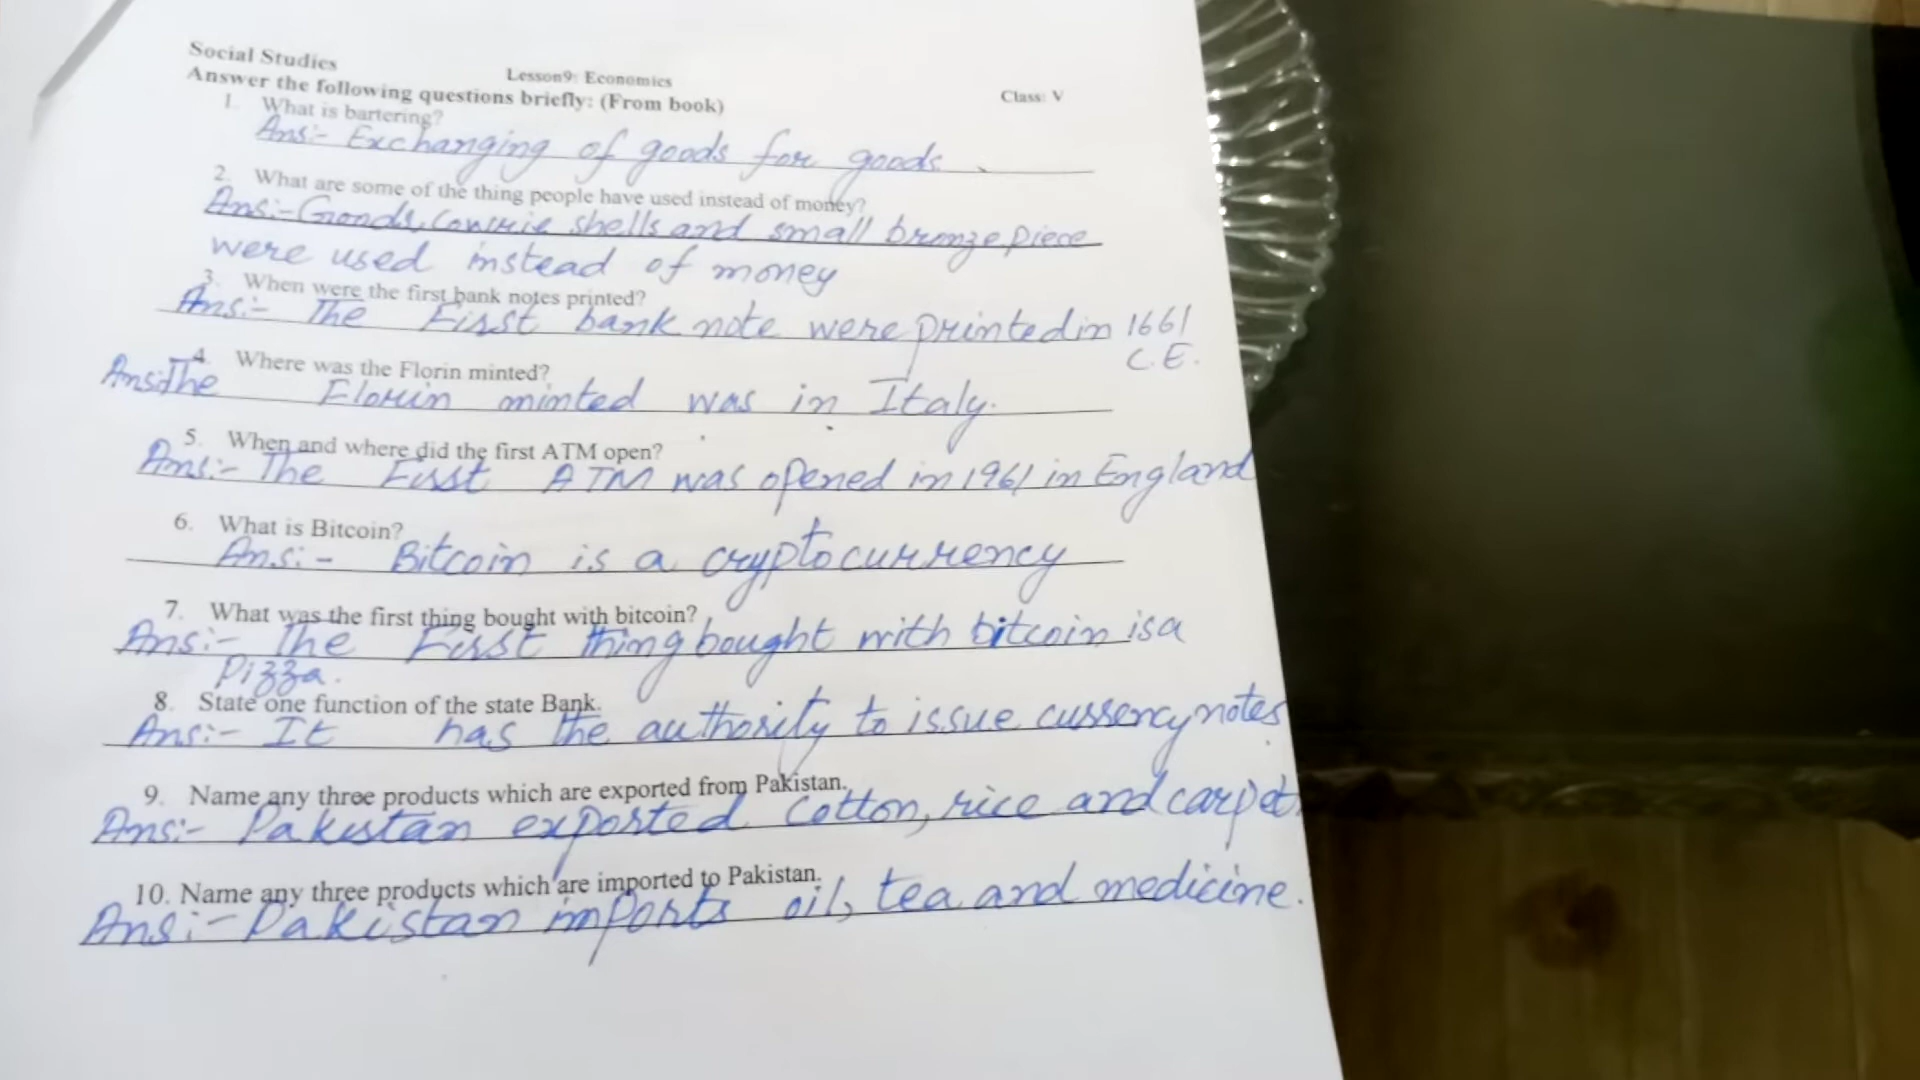 Social Studies
Lesson9: Economics
Class: V
Answer the following questions briefly: (From book)
1. What is bartering?
Ans:- Exchanging of goods for goods.
2. What are some of the thing people have used instead of money?
Ans:- Goods, Cowrie shells and small bronze piece
were used instead of money
3. When were the first bank notes printed?
Ans:- The First bank note were printed in 1661
C.E.
4. Where was the Florin minted?
Ans: The Florin minted was in Italy.
5. When and where did the first ATM open?
Ans:- The First ATM was opened in 1961 in England
6. What is Bitcoin?
Ans:- Bitcoin is a cryptocurrency
7. What was the first thing bought with bitcoin?
Ans:- The First thing bought with bitcoin is a
Pizza.
8. State one function of the state Bank.
Ans:- It has the authority to issue currency notes
9. Name any three products which are exported from Pakistan.
Ans:- Pakistan exported Cotton, rice and carpet.
10. Name any three products which are imported to Pakistan.
Ans:- Pakistan imports oil, tea and medicine.